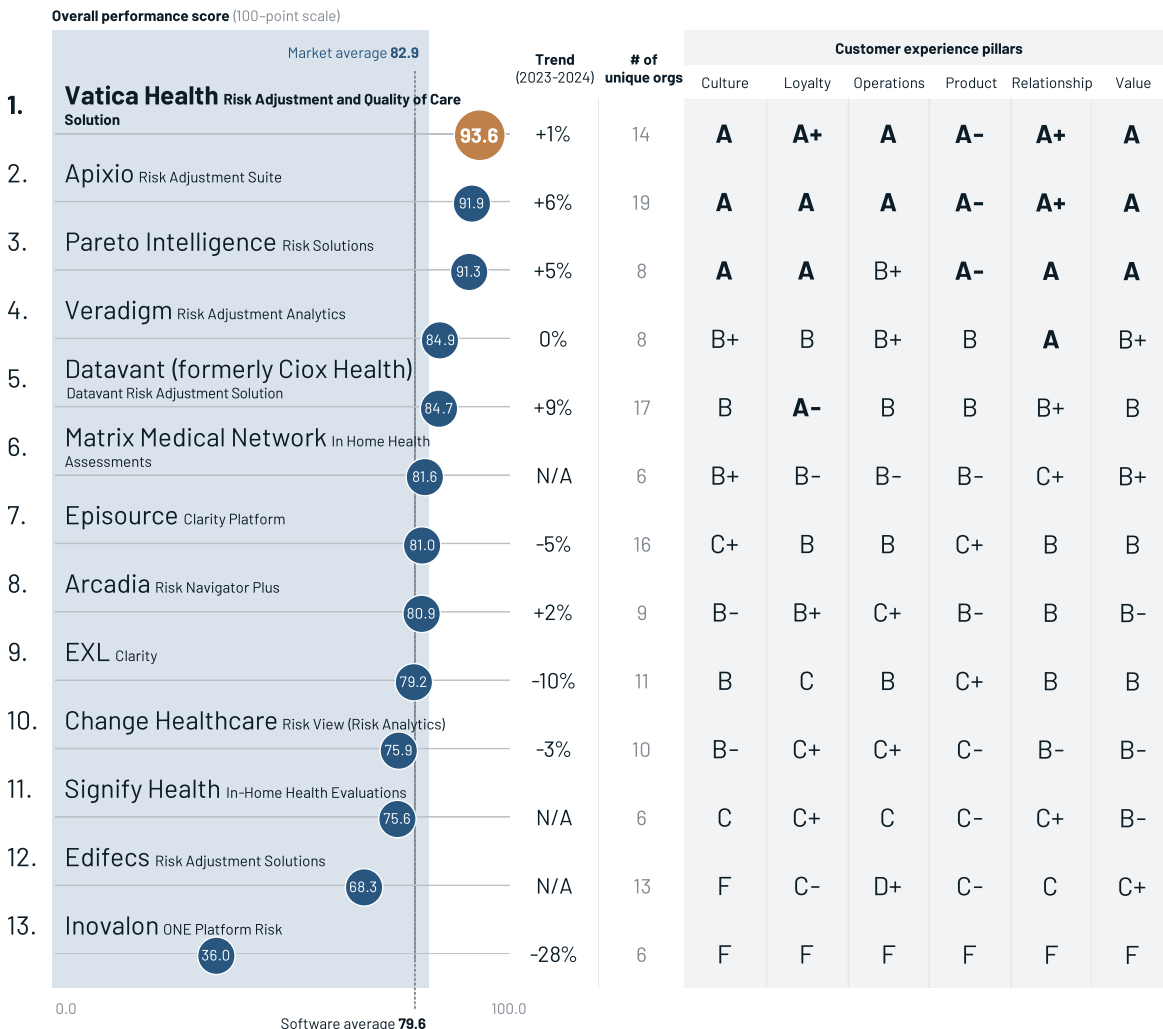 Overall performance score (100-point scale)
Market average 82.9
Trend
(2023-2024)
# of
unique orgs
Customer experience pillars
Culture Loyalty Operations Product Relationship Value
1. Vatica Health Risk Adjustment and Quality of Care
Solution
93.6 +1% 14 A A+ A A- A+ A
2. Apixio Risk Adjustment Suite
91.9 +6% 19 A A A A- A+ A
3. Pareto Intelligence Risk Solutions
91.3 +5% 8 A A B+ A- A A
4. Veradigm Risk Adjustment Analytics
84.9 0% 8 B+ B B+ B A B+
5. Datavant (formerly Ciox Health)
Datavant Risk Adjustment Solution
84.7 +9% 17 B A- B B B+ B
6. Matrix Medical Network In Home Health
Assessments
81.6 N/A 6 B+ B- B- B- C+ B+
7. Episource Clarity Platform
81.0 -5% 16 C+ B B C+ B B
8. Arcadia Risk Navigator Plus
80.9 +2% 9 B- B+ C+ B- B B-
9. EXL Clarity
79.2 -10% 11 B C B C+ B B
10. Change Healthcare Risk View (Risk Analytics)
75.9 -3% 10 B- C+ C+ C- B- B-
11. Signify Health In-Home Health Evaluations
75.6 N/A 6 C C+ C C- C+ B-
12. Edifecs Risk Adjustment Solutions
68.3 N/A 13 F C- D+ C- C C+
13. Inovalon ONE Platform Risk
36.0 -28% 6 F F F F F F
0.0 100.0
Software average 79.6